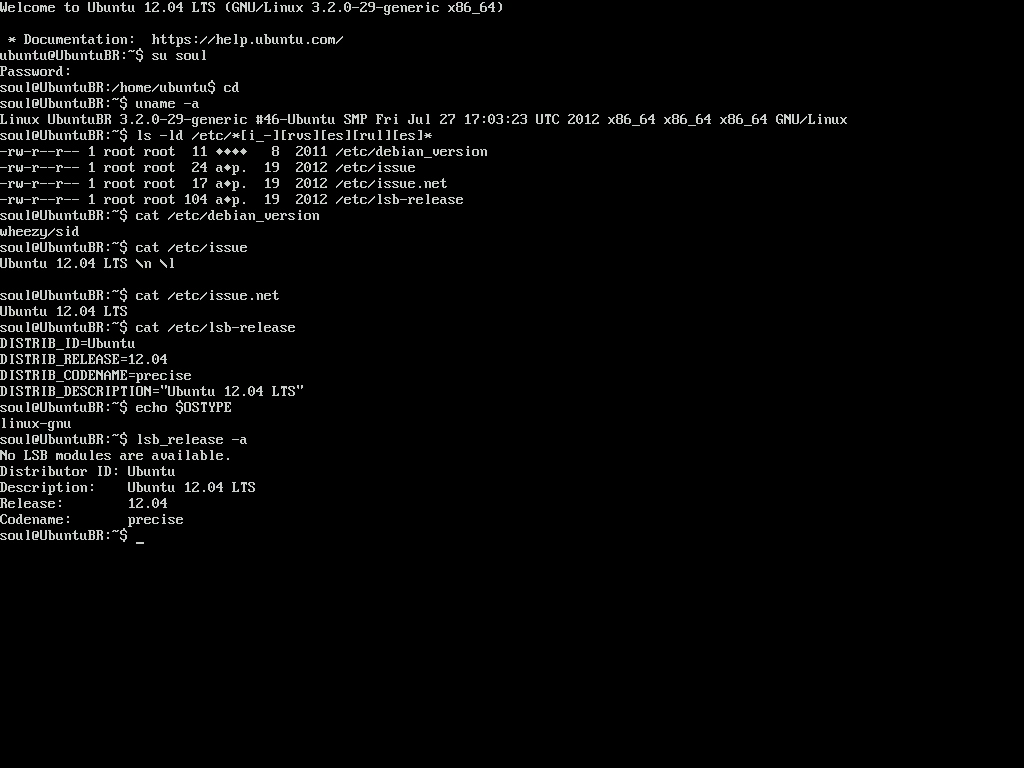 Welcome to Ubuntu 12.04 LTS (GNU/Linux 3.2.0-29-generic x86_64)

 * Documentation:  https://help.ubuntu.com/
ubuntu@UbuntuBR:~$ su soul
Password:
soul@UbuntuBR:/home/ubuntu$ cd
soul@UbuntuBR:~$ uname -a
Linux UbuntuBR 3.2.0-29-generic #46-Ubuntu SMP Fri Jul 27 17:03:23 UTC 2012 x86_64 x86_64 x86_64 GNU/Linux
soul@UbuntuBR:~$ ls -ld /etc/*[i_-][rvs][es][rul][es]*
-rw-r--r-- 1 root root  11 ♦♦♦♦   8  2011 /etc/debian_version
-rw-r--r-- 1 root root  24 a♦p.  19  2012 /etc/issue
-rw-r--r-- 1 root root  17 a♦p.  19  2012 /etc/issue.net
-rw-r--r-- 1 root root 104 a♦p.  19  2012 /etc/lsb-release
soul@UbuntuBR:~$ cat /etc/debian_version
wheezy/sid
soul@UbuntuBR:~$ cat /etc/issue
Ubuntu 12.04 LTS \n \l

soul@UbuntuBR:~$ cat /etc/issue.net
Ubuntu 12.04 LTS
soul@UbuntuBR:~$ cat /etc/lsb-release
DISTRIB_ID=Ubuntu
DISTRIB_RELEASE=12.04
DISTRIB_CODENAME=precise
DISTRIB_DESCRIPTION="Ubuntu 12.04 LTS"
soul@UbuntuBR:~$ echo $OSTYPE
linux-gnu
soul@UbuntuBR:~$ lsb_release -a
No LSB modules are available.
Distributor ID: Ubuntu
Description:    Ubuntu 12.04 LTS
Release:        12.04
Codename:       precise
soul@UbuntuBR:~$ _